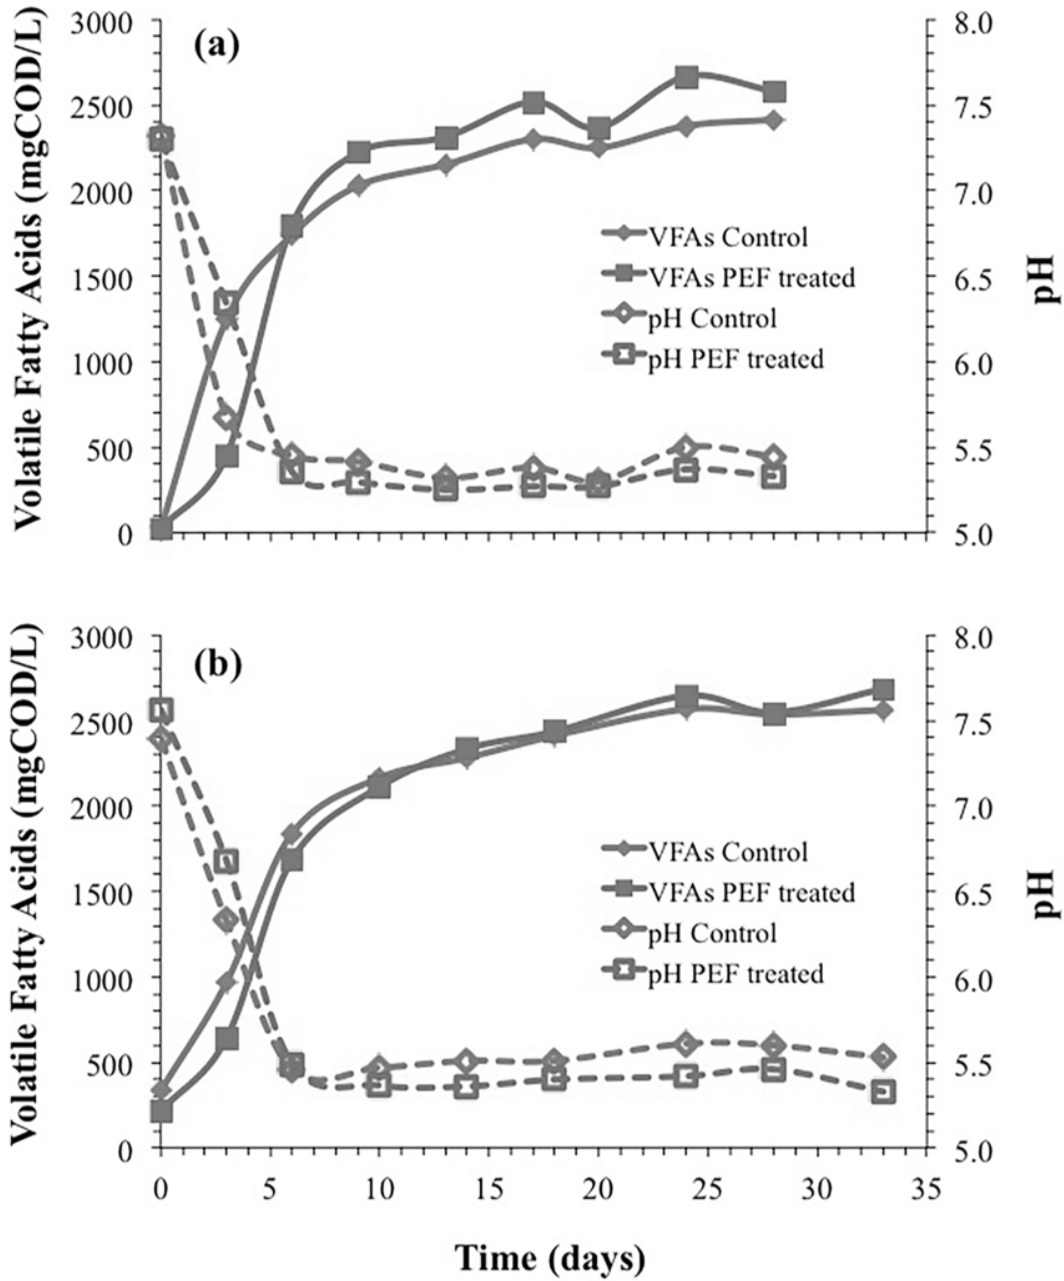 (a)
Volatile Fatty Acids (mgCOD/L)
3000
2500
2000
1500
1000
500
0
8.0
7.5
7.0
6.5
6.0
5.5
5.0
pH
VFAs Control
VFAs PEF treated
pH Control
pH PEF treated
(b)
Volatile Fatty Acids (mgCOD/L)
3000
2500
2000
1500
1000
500
0
8.0
7.5
7.0
6.5
6.0
5.5
5.0
pH
VFAs Control
VFAs PEF treated
pH Control
pH PEF treated
0 5 10 15 20 25 30 35
Time (days)